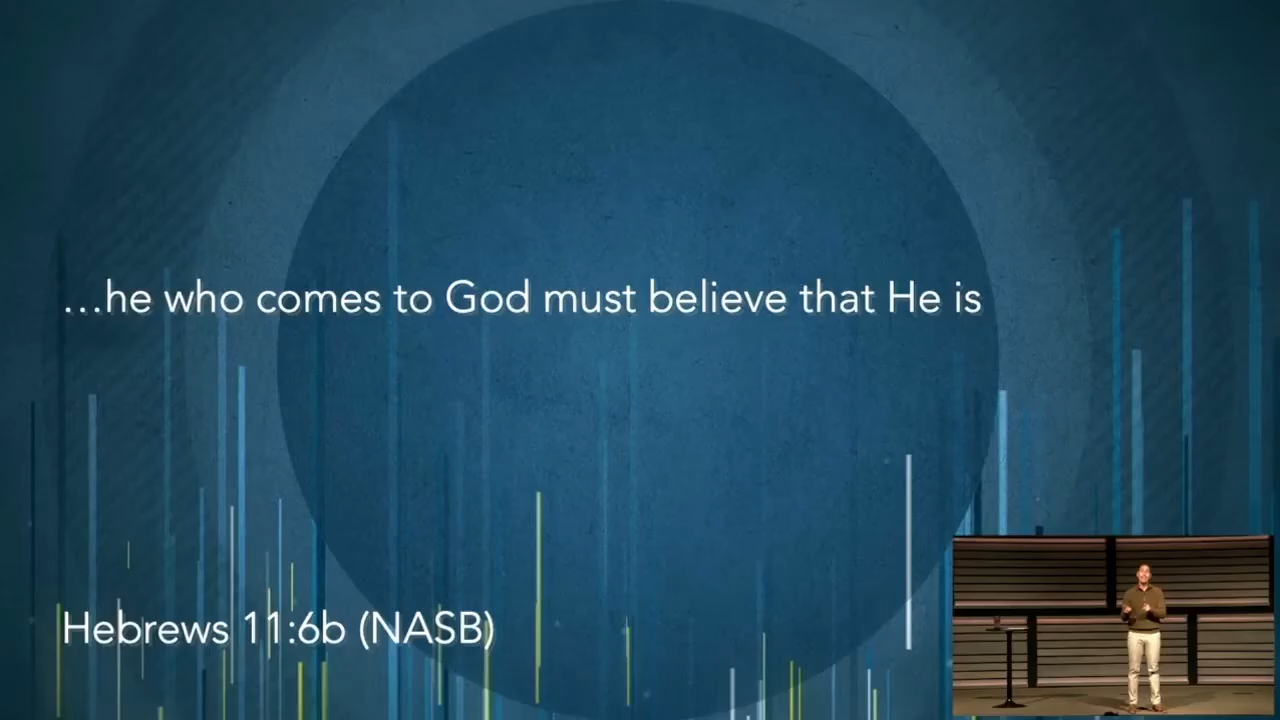 …he who comes to God must believe that He is
Hebrews 11:6b (NASB)